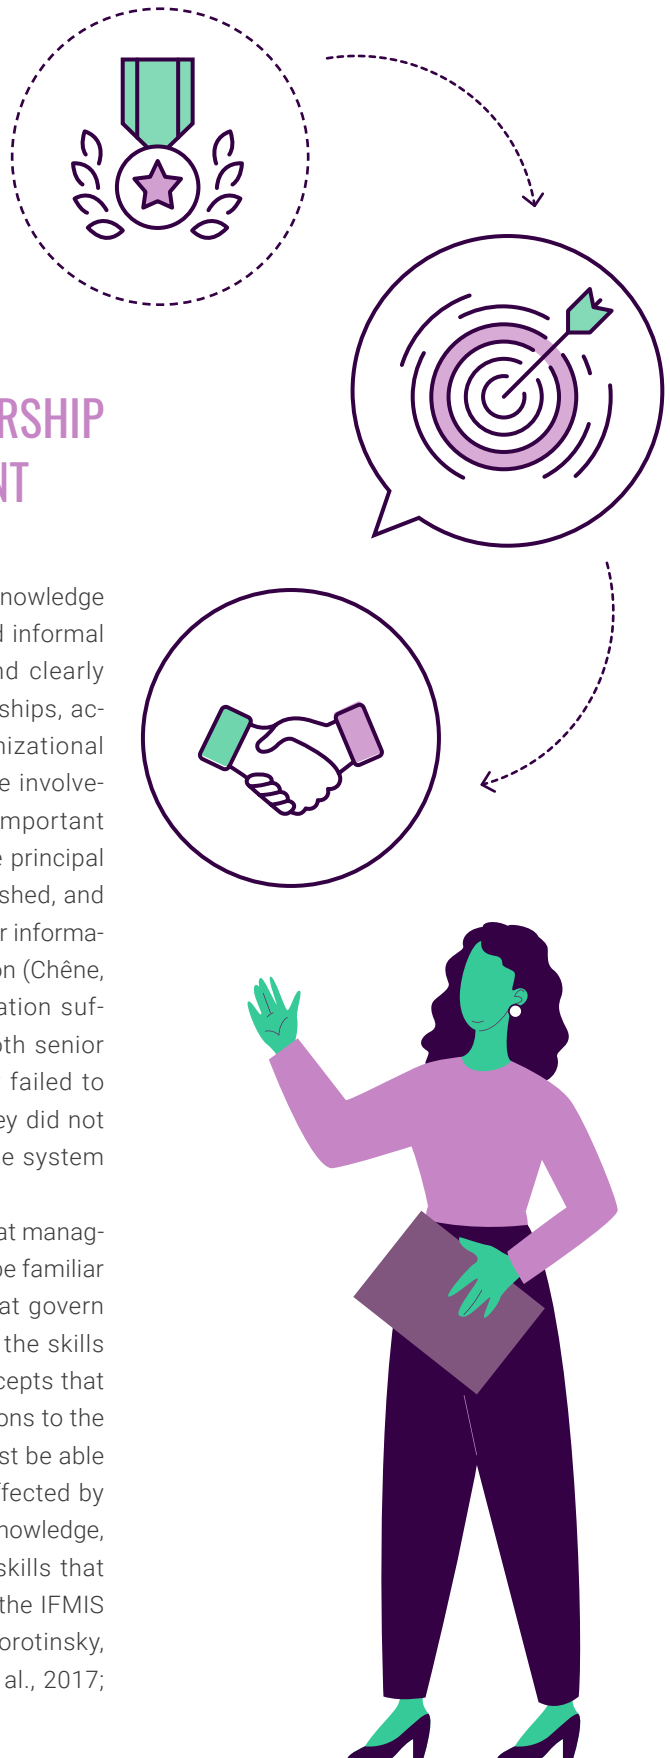 RSHIP
NT
nowledge
d informal
nd clearly
ships, ac-
nizational
e involve-
important
e principal
shed, and
r informa-
on (Chêne,
ation suf-
oth senior
failed to
ey did not
e system
at manag-
be familiar
at govern
the skills
cepts that
ons to the
st be able
ffected by
nowledge,
skills that
the IFMIS
orotinsky,
al., 2017;